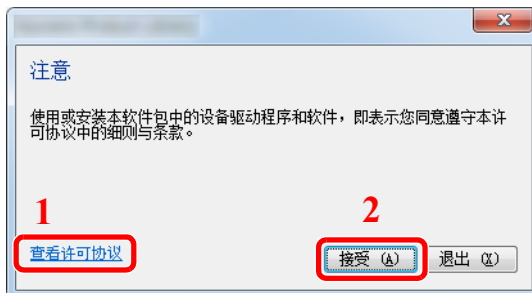 注意
使用或安装本软件包中的设备驱动程序和软件，即表示您同意遵守本许
可协议中的细则与条款。
1
2
查看许可协议
接受 (A)
退出 (X)